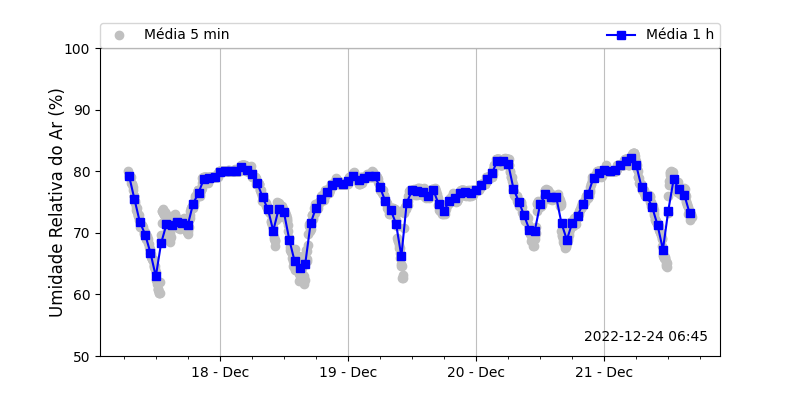 Média 5 min Média 1 h
Umidade Relativa do Ar (%)
100
90
80
70
60
50
2022-12-24 06:45
18 - Dec 19 - Dec 20 - Dec 21 - Dec